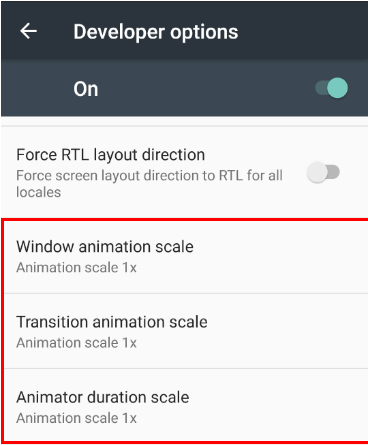 Developer options
On
Force RTL layout direction
Force screen layout direction to RTL for all
locales
Window animation scale
Animation scale 1x
Transition animation scale
Animation scale 1x
Animator duration scale
Animation scale 1x